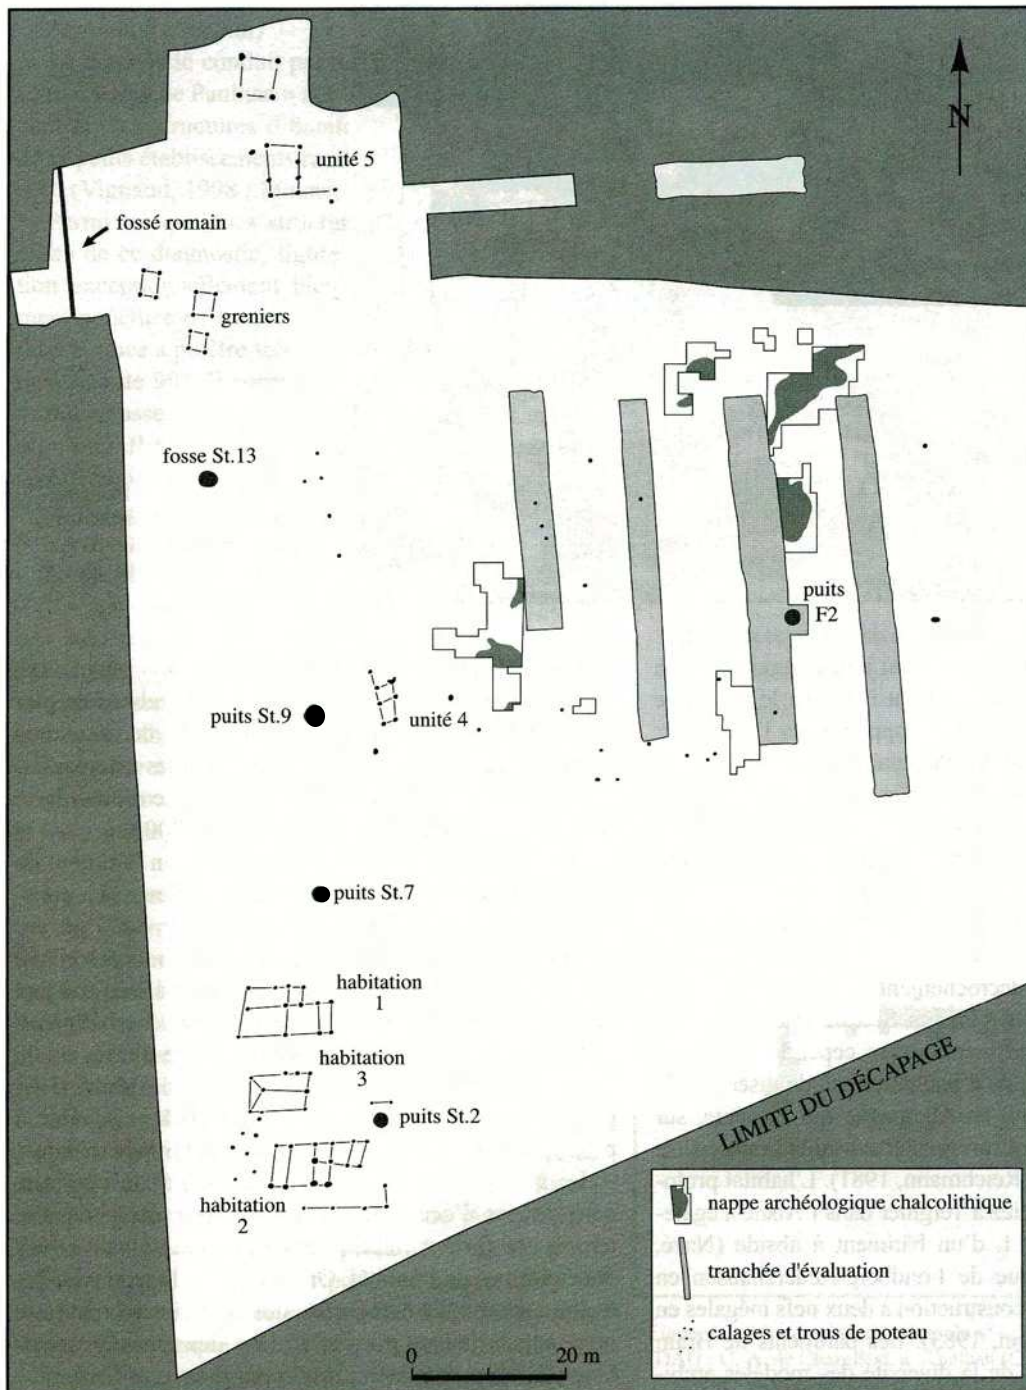 N
unité 5
fossé romain
greniers
fosse St.13
puits
F2
puits St.9
unité 4
puits St.7
habitation
1
habitation
3
puits St.2
habitation
2
LIMITE DU DÉCAPAGE
nappe archéologique chalcolithique
tranchée d'évaluation
calages et trous de poteau
0
20 m